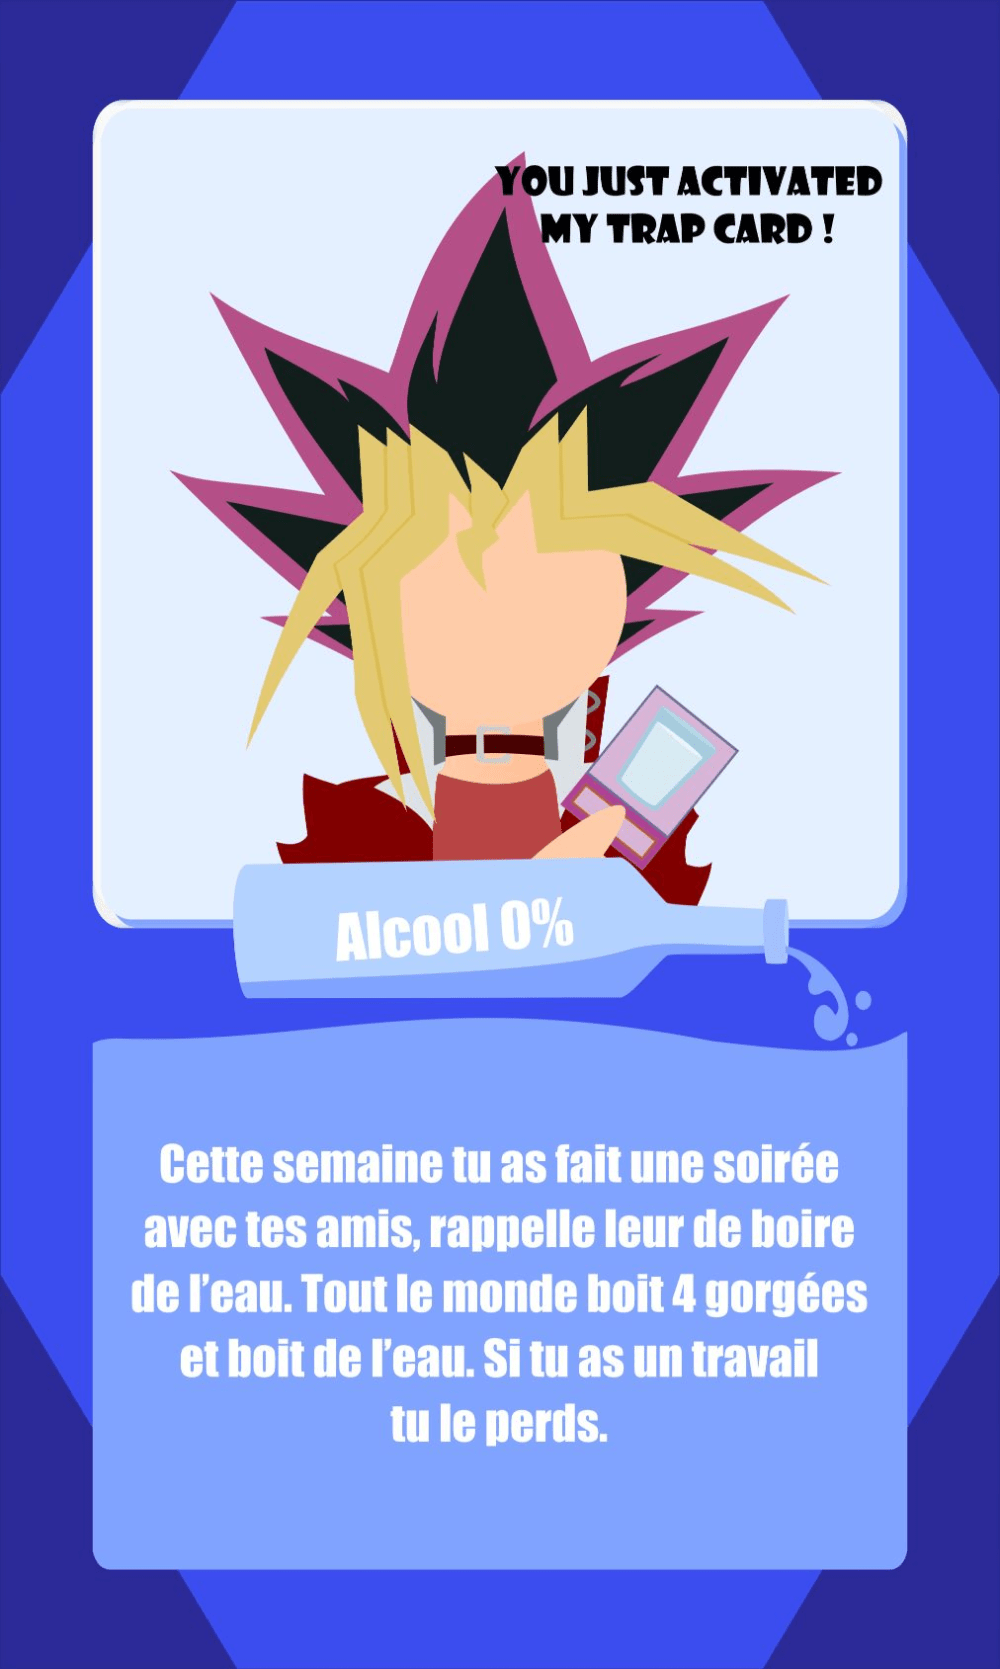 YOU JUST ACTIVATED
MY TRAP CARD !
Alcool 0%
Cette semaine tu as fait une soirée
avec tes amis, rappelle leur de boire
de l'eau. Tout le monde boit 4 gorgées
et boit de l'eau. Si tu as un travail
tu le perds.